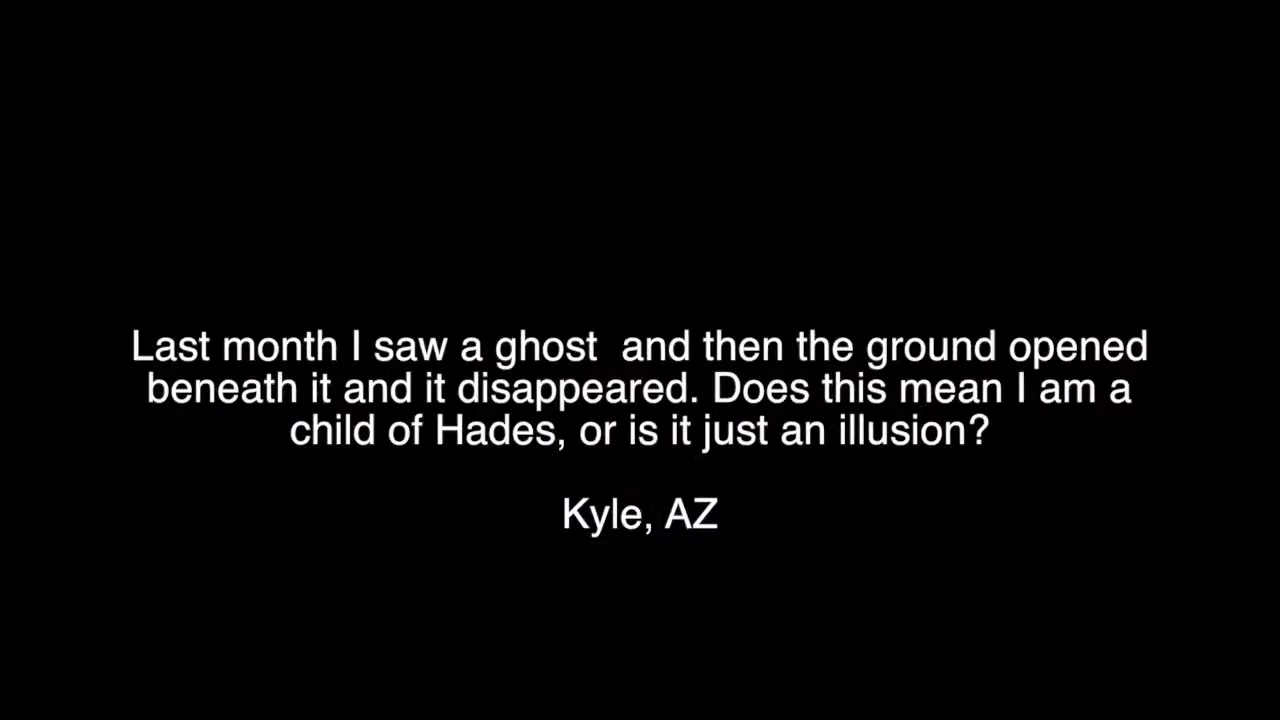 Last month I saw a ghost  and then the ground opened
beneath it and it disappeared. Does this mean I am a
child of Hades, or is it just an illusion?
Kyle, AZ